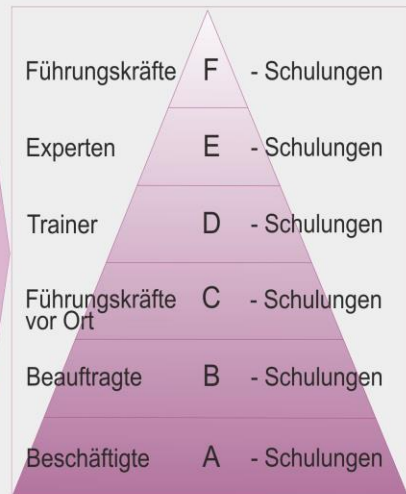 Führungskräfte F - Schulungen
Experten E - Schulungen
Trainer D - Schulungen
Führungskräfte
vor Ort C - Schulungen
Beauftragte B - Schulungen
Beschäftigte A - Schulungen